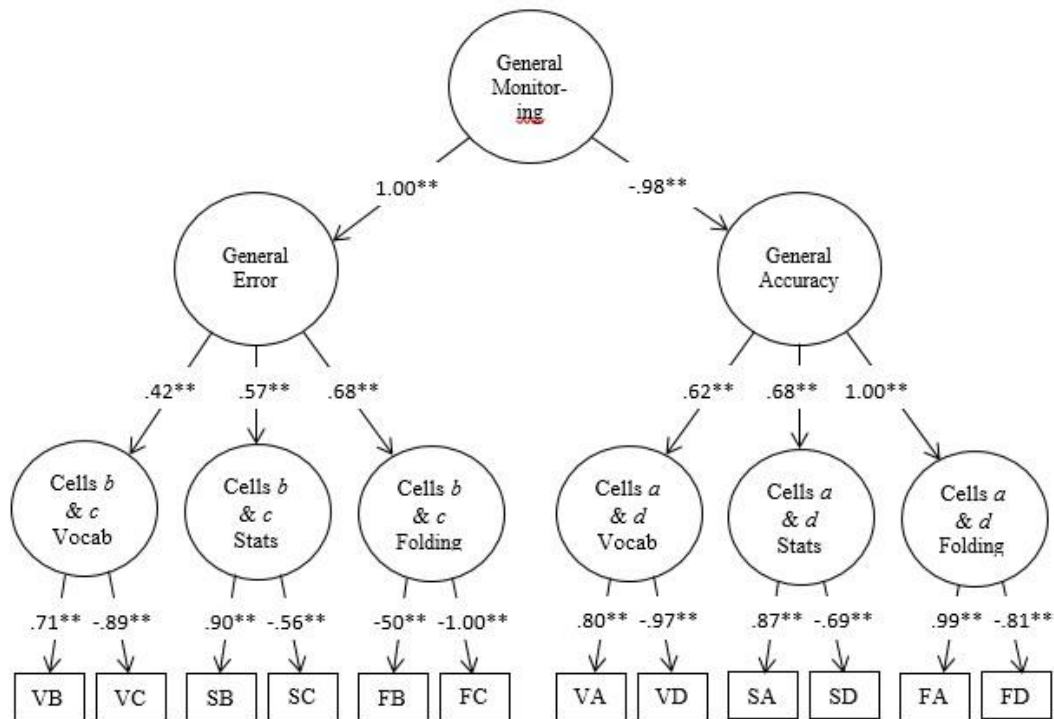 General
Monitor-
ing
1.00**
-.98**
General
Error
General
Accuracy
.42**
.57**
.68**
.62**
.68**
1.00**
Cells b
& c
Vocab
Cells b
& c
Stats
Cells b
& c
Folding
Cells a
& d
Vocab
Cells a
& d
Stats
Cells a
& d
Folding
.71**
-.89**
.90**
-.56**
-50**
-1.00**
.80**
-.97**
.87**
-.69**
.99**
-.81**
VB
VC
SB
SC
FB
FC
VA
VD
SA
SD
FA
FD